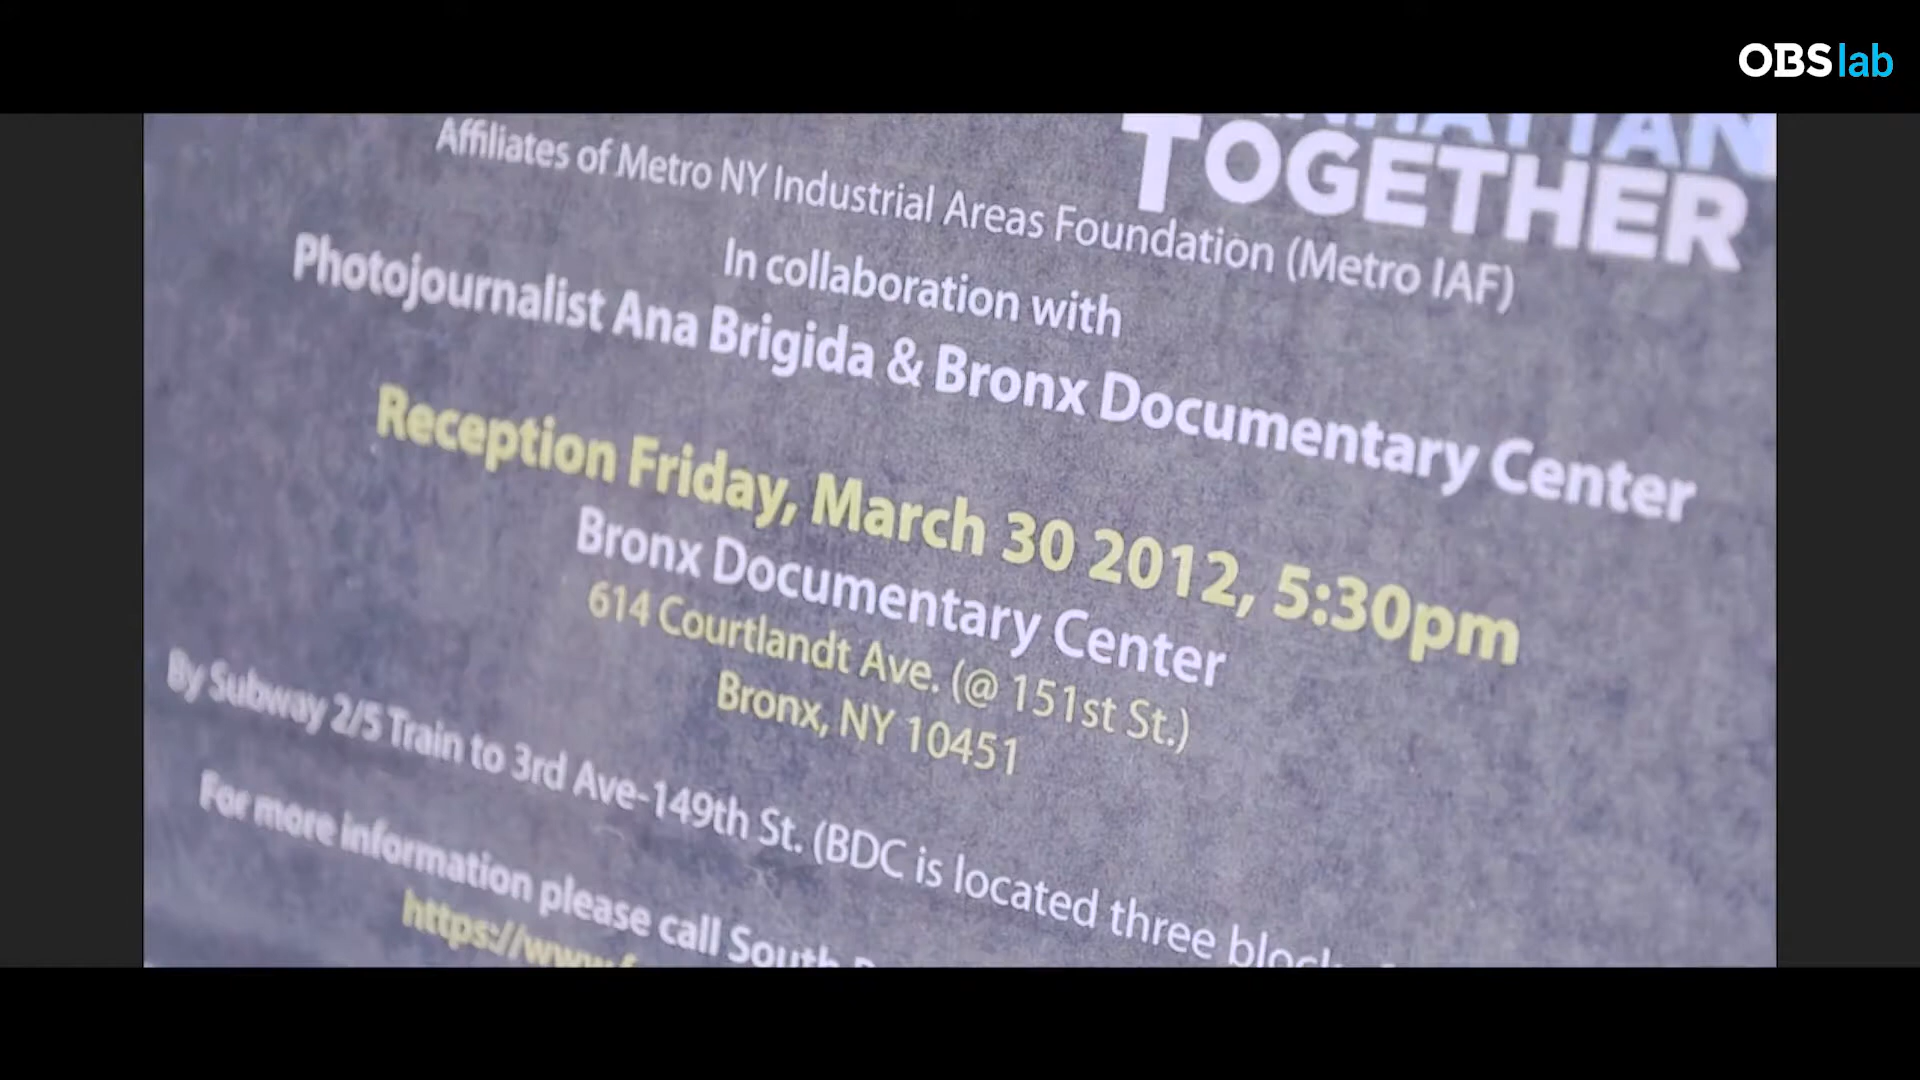 OBS lab
TOGETHER
Affiliates of Metro NY Industrial Areas Foundation (Metro IAF)
In collaboration with
Photojournalist Ana Brigida & Bronx Documentary Center
Reception Friday, March 30 2012, 5:30pm
Bronx Documentary Center
614 Courtlandt Ave. (@ 151st St.)
Bronx, NY 10451
By Subway 2/5 Train to 3rd Ave-149th St. (BDC is located three
For more information please call South